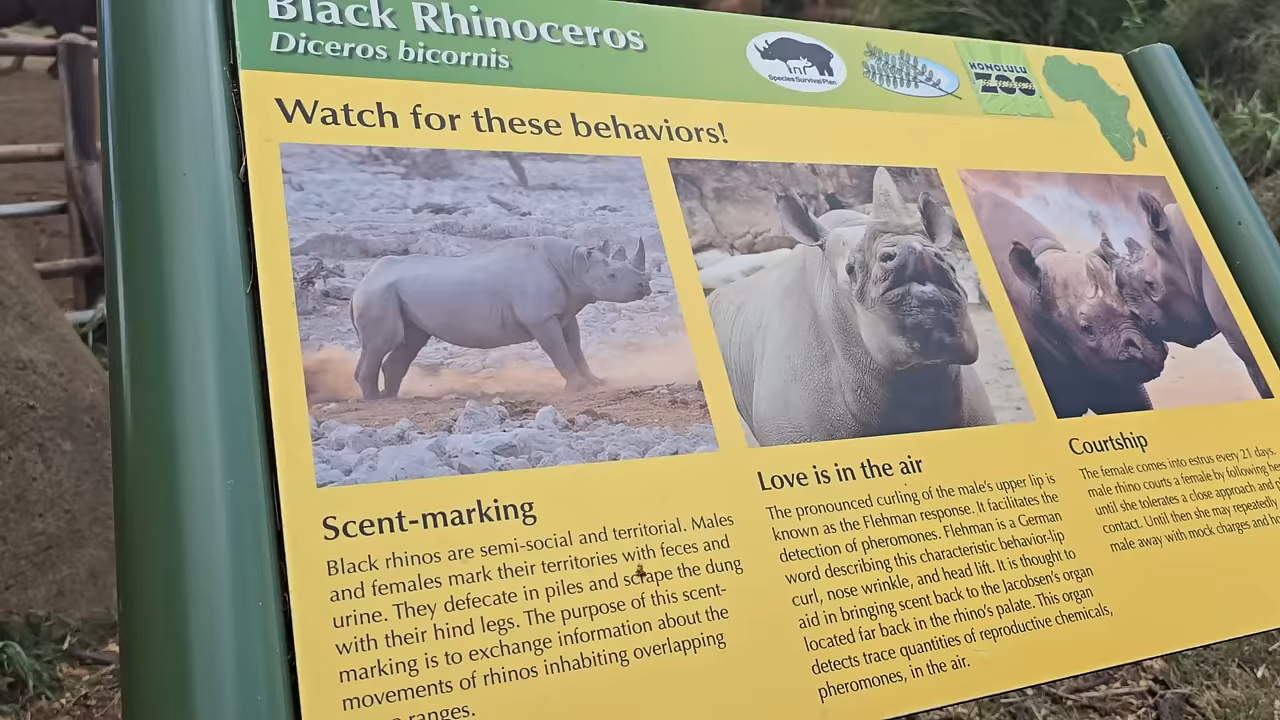 Black Rhinoceros
Diceros bicornis
Species Survival Plan
HONOLULU
ZOO
Watch for these behaviors!
Scent-marking
Black rhinos are semi-social and territorial. Males
and females mark their territories with feces and
urine. They defecate in piles and scrape the dung
with their hind legs. The purpose of this scent-
marking is to exchange information about the
movements of rhinos inhabiting overlapping
ranges.
Love is in the air
The pronounced curling of the male's upper lip is
known as the Flehman response. It facilitates the
detection of pheromones. Flehman is a German
word describing this characteristic behavior-lip
curl, nose wrinkle, and head lift. It is thought to
aid in bringing scent back to the Jacobsen's organ
located far back in the rhino's palate. This organ
detects trace quantities of reproductive chemicals,
pheromones, in the air.
Courtship
The female comes into estrus every 21 days.
male rhino courts a female by following
until she tolerates a close approach and
contact. Until then she may repeatedly
male away with mock charges and